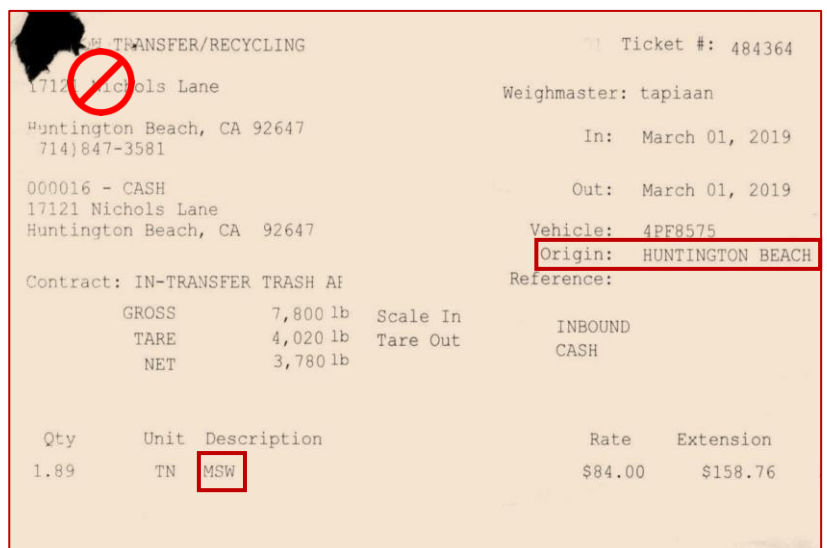 TRANSFER/RECYCLING
Ticket #: 484364
17121 Nichols Lane
Weighmaster: tapiaan
Huntington Beach, CA 92647
714)847-3581
In: March 01, 2019
000016 - CASH
Out: March 01, 2019
17121 Nichols Lane
Huntington Beach, CA 92647
Vehicle: 4PF8575
Origin: HUNTINGTON BEACH
Contract: IN-TRANSFER TRASH AF
Reference:
GROSS 7,800 lb Scale In
INBOUND
TARE 4,020 lb Tare Out
CASH
NET 3,780 lb
Qty Unit Description Rate Extension
1.89 TN MSW $84.00 $158.76